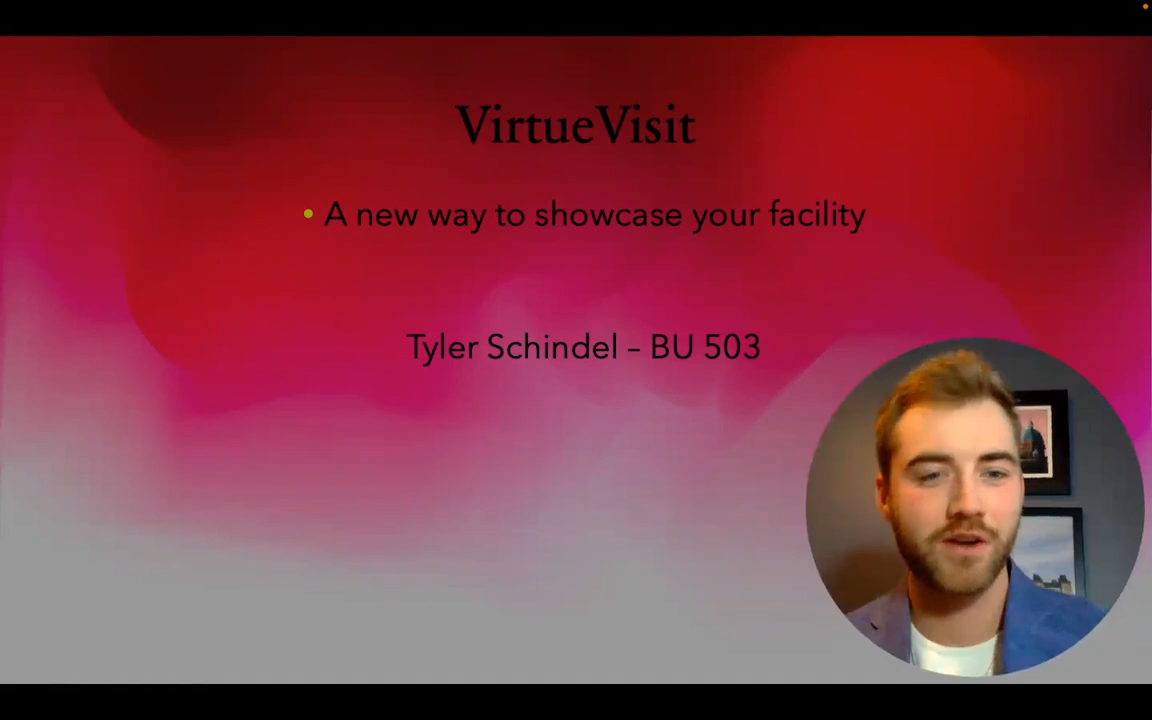 VirtueVisit
• A new way to showcase your facility
Tyler Schindel – BU 503